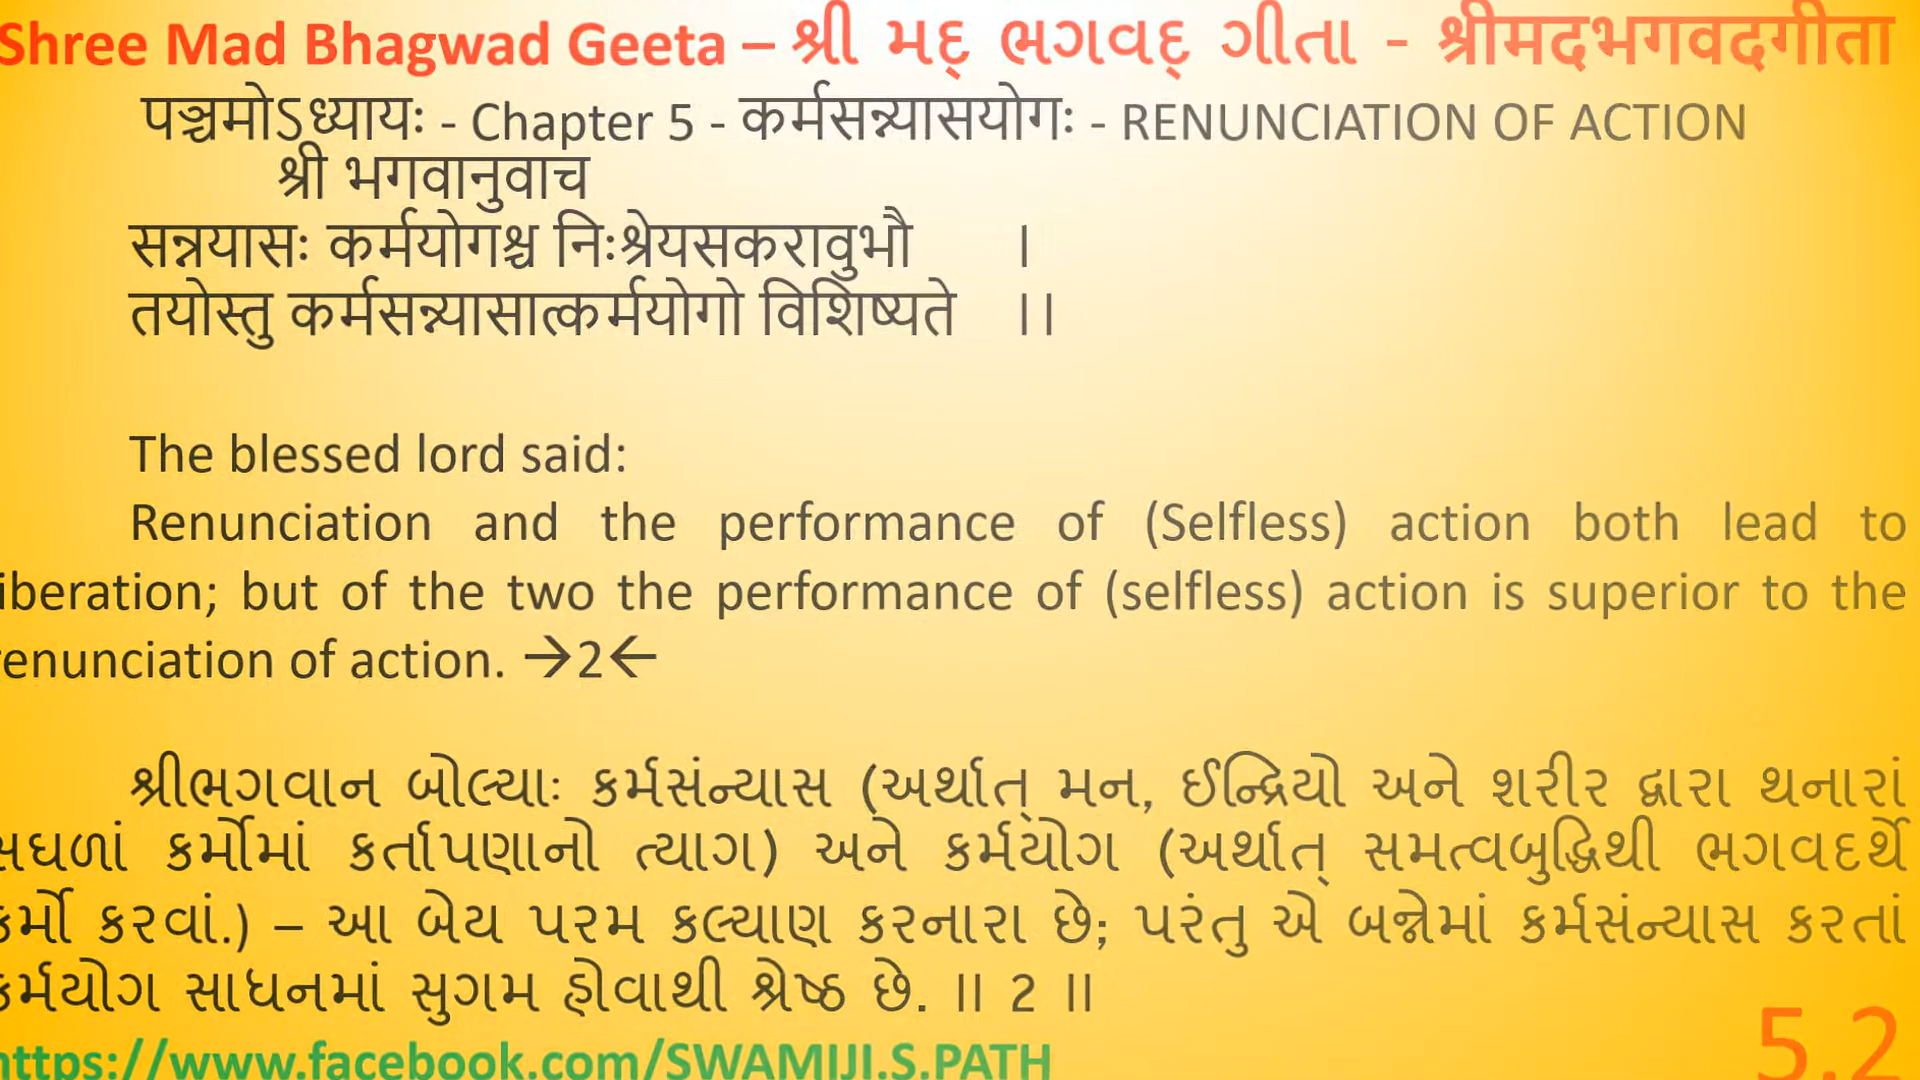 Shree Mad Bhagwad Geeta – શ્રી મદ્ ભગવદ્ ગીતા - श्रीमदभगवदगीता
पञ्चमोऽध्यायः - Chapter 5 - कर्मसन्न्यासयोगः - RENUNCIATION OF ACTION
श्री भगवानुवाच
सन्नयासः कर्मयोगश्च निःश्रेयसकरावुभौ ।
तयोस्तु कर्मसन्न्यासात्कर्मयोगो विशिष्यते ।।
The blessed lord said:
Renunciation and the performance of (Selfless) action both lead to
iberation; but of the two the performance of (selfless) action is superior to the
renunciation of action. →2←
શ્રીભગવાન બોલ્યાઃ કર્મસંન્યાસ (અર્થાત્ મન, ઈન્દ્રિયો અને શરીર દ્વારા થનારાં
સઘળાં કર્મોમાં કર્તાપણાનો ત્યાગ) અને કર્મયોગ (અર્થાત્ સમત્વબુદ્ધિથી ભગવદર્થે
કર્મો કરવાં.) – આ બેય પરમ કલ્યાણ કરનારા છે; પરંતુ એ બન્નેમાં કર્મસંન્યાસ કરતાં
કર્મયોગ સાધનમાં સુગમ હોવાથી શ્રેષ્ઠ છે. ।। 2 ।।
https://www.facebook.com/SWAMIJI.S.PATH
5.2